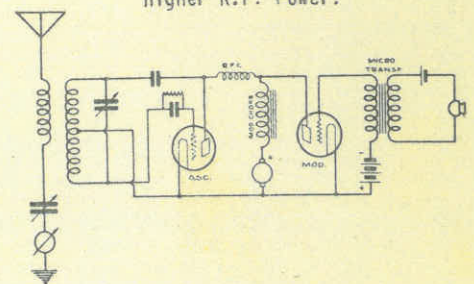 Higher R.F. Power.
R.F.C.
MICRO
TRANSF
MOD. CHOKE
OSC.
MOD.
+
-
+